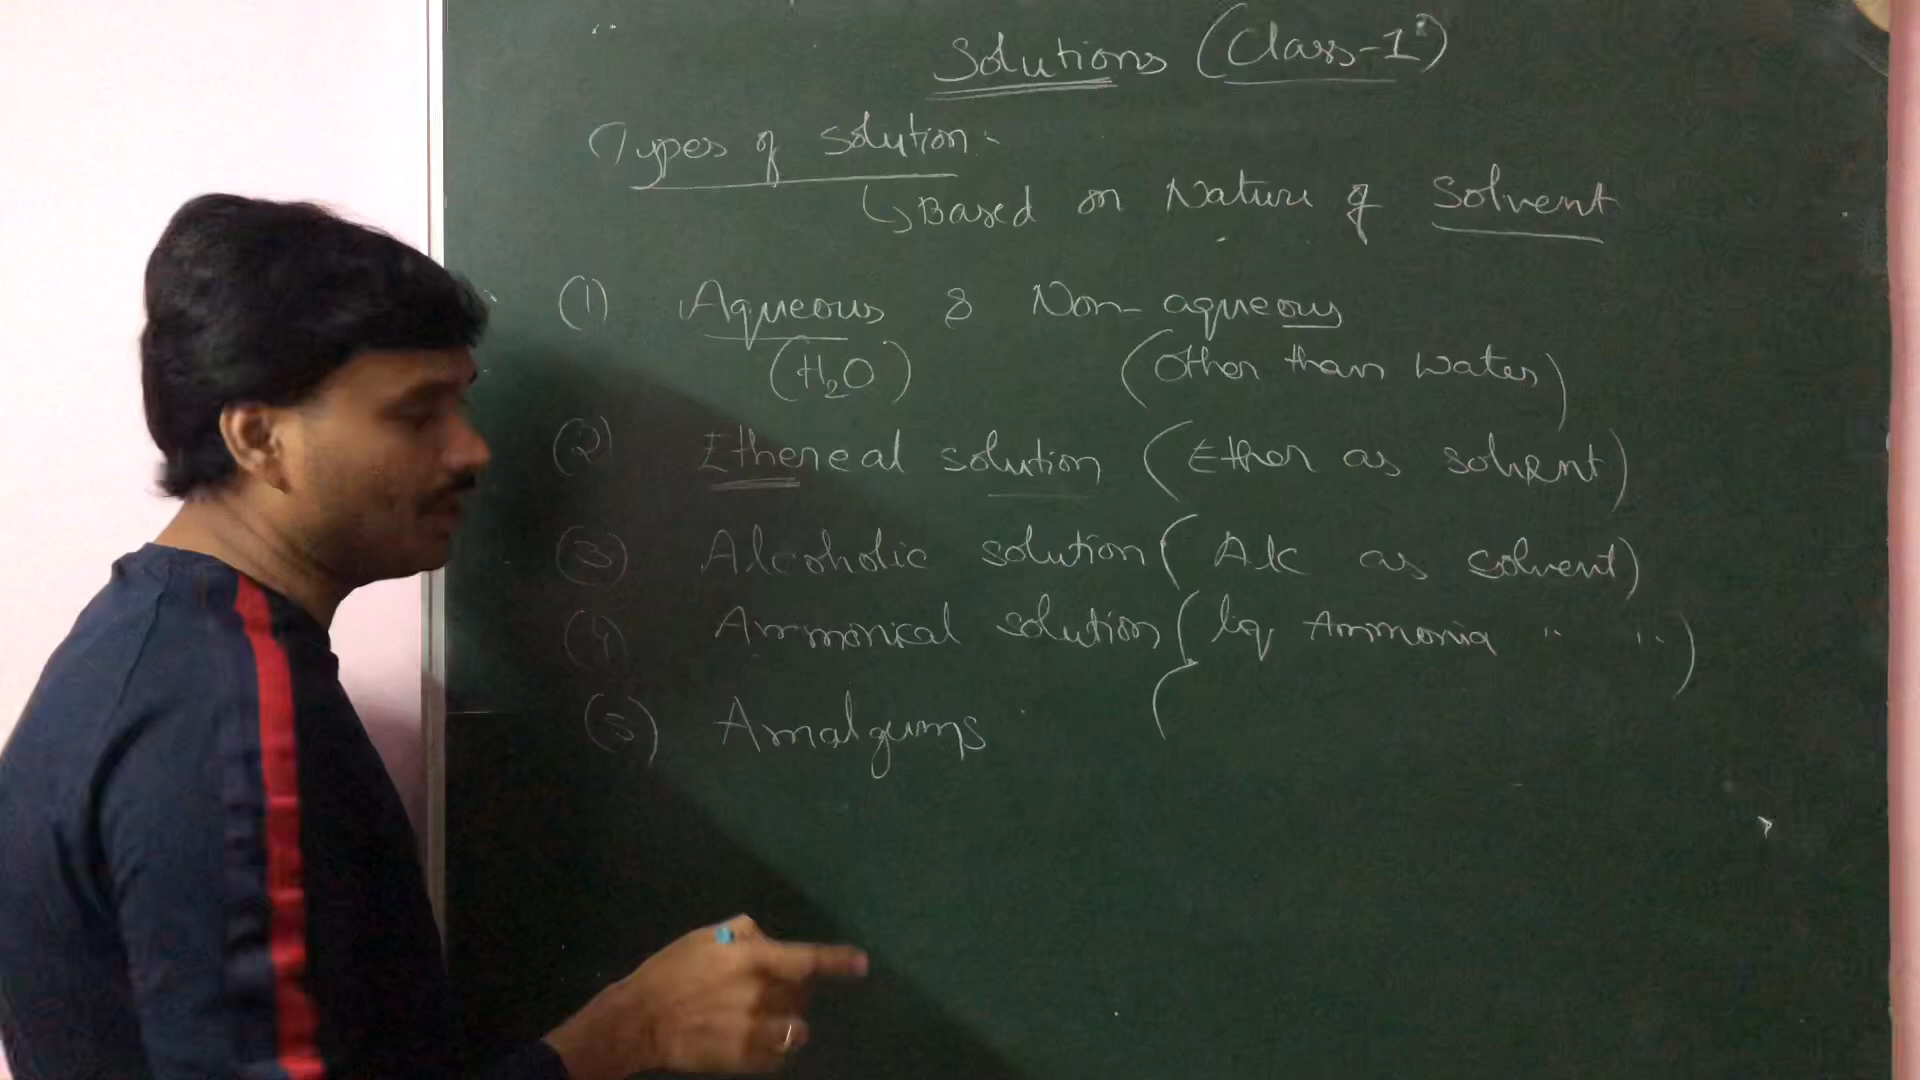 Solutions (Class-12)
Types of solution:-
↳ Based on Nature of Solvent
(1) Aqueous & Non-aqueous
(H₂O) (Other than Water)
(2) Ethereal solution (Ether as solvent)
(3) Alcoholic solution (Alc as solvent)
(4) Ammonical solution (liq Ammonia " ")
(5) Amalgums (